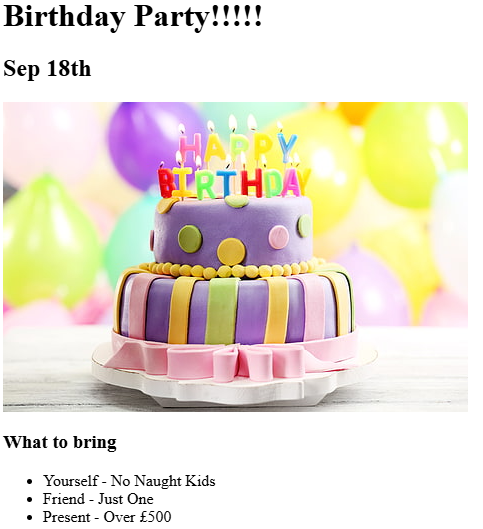 Birthday Party!!!!!
Sep 18th
HAPPY
BIRTHDAY
What to bring
Yourself - No Naught Kids
Friend - Just One
Present - Over £500